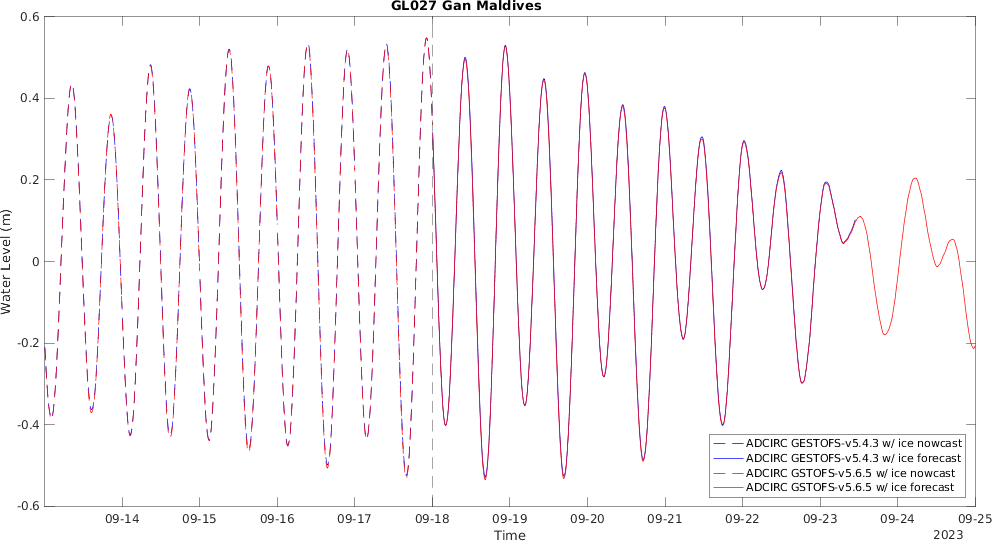 GL027 Gan Maldives
0.6
0.4
0.2
0
-0.2
-0.4
-0.6
Water Level (m)
09-14 09-15 09-16 09-17 09-18 09-19 09-20 09-21 09-22 09-23 09-24 09-25
Time
2023
ADCIRC GESTOFS-v5.4.3 w/ ice nowcast
ADCIRC GESTOFS-v5.4.3 w/ ice forecast
ADCIRC GSTOFS-v5.6.5 w/ ice nowcast
ADCIRC GSTOFS-v5.6.5 w/ ice forecast